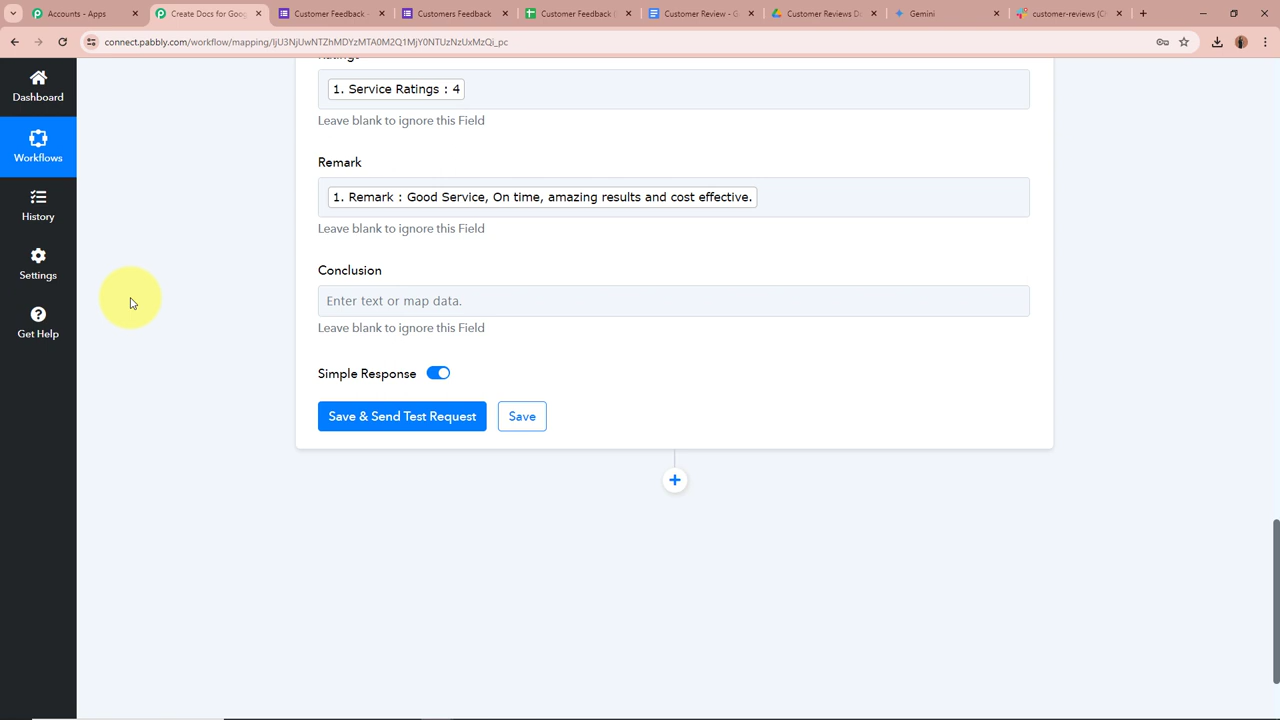 Accounts - Apps
Create Docs for Goog
Customer Feedback -
Customers Feedback
Customer Feedback (
Customer Review - G
Customer Reviews Do
Gemini
customer-reviews (C
connect.pabbly.com/workflow/mapping/IjU3NjUwNTZhMDYzMTA0M2Q1MjY0NTUzNzUxMzQi_pc
Dashboard
Workflows
History
Settings
Get Help
Ratings
1. Service Ratings : 4
Leave blank to ignore this Field
Remark
1. Remark : Good Service, On time, amazing results and cost effective.
Leave blank to ignore this Field
Conclusion
Enter text or map data.
Leave blank to ignore this Field
Simple Response
Save & Send Test Request
Save